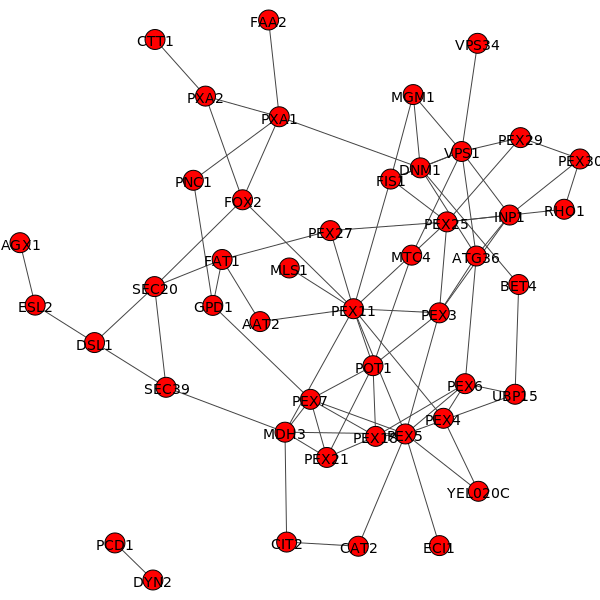 FAA2
CTT1
VPS34
PXA2
MGM1
PXA1
PEX29
VPS1
PEX30
DNM1
PNC1
FIS1
FOX2
RHO1
INP1
PEX25
PEX27
AGX1
MTC4
ATG36
FAT1
MLS1
BET4
SEC20
ESL2
GPD1
PEX11
PEX3
AAT2
DSL1
POT1
PEX6
SEC39
UBP15
PEX7
PEX4
MDH3
PEX18
PEX5
PEX21
YEL020C
PCD1
CIT2
CAT2
ECI1
DYN2